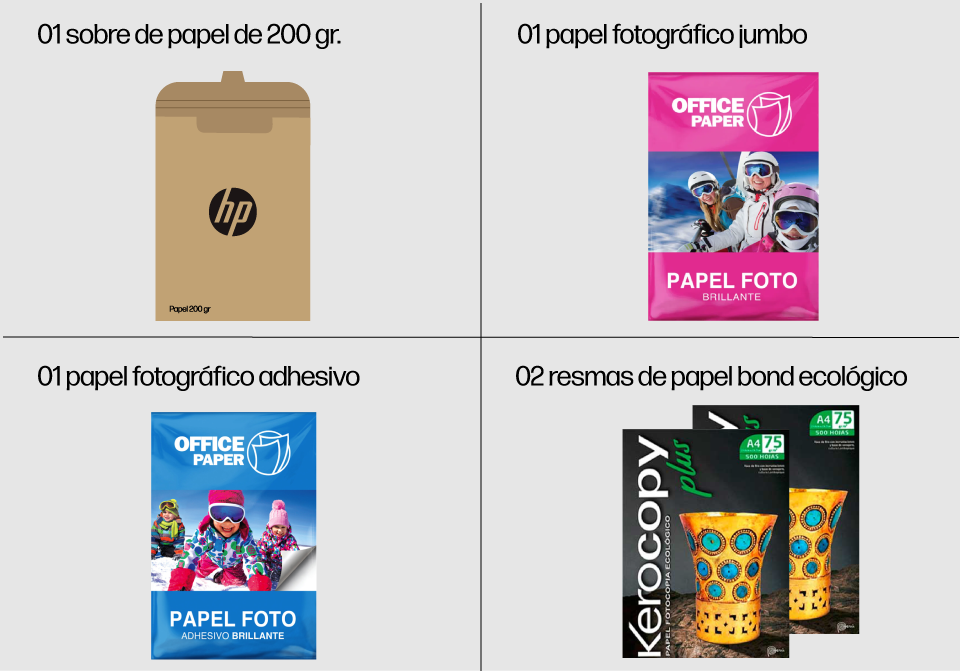 01 sobre de papel de 200 gr.
hp
Papel 200 gr
01 papel fotográfico jumbo
OFFICE
PAPER
PAPEL FOTO
BRILLANTE
01 papel fotográfico adhesivo
OFFICE
PAPER
PAPEL FOTO
ADHESIVO BRILLANTE
02 resmas de papel bond ecológico
A4 75
500 HOJAS
A4 75
500 HOJAS
Kerocopy
plus
PAPEL FOTOCOPIA ECOLÓGICO